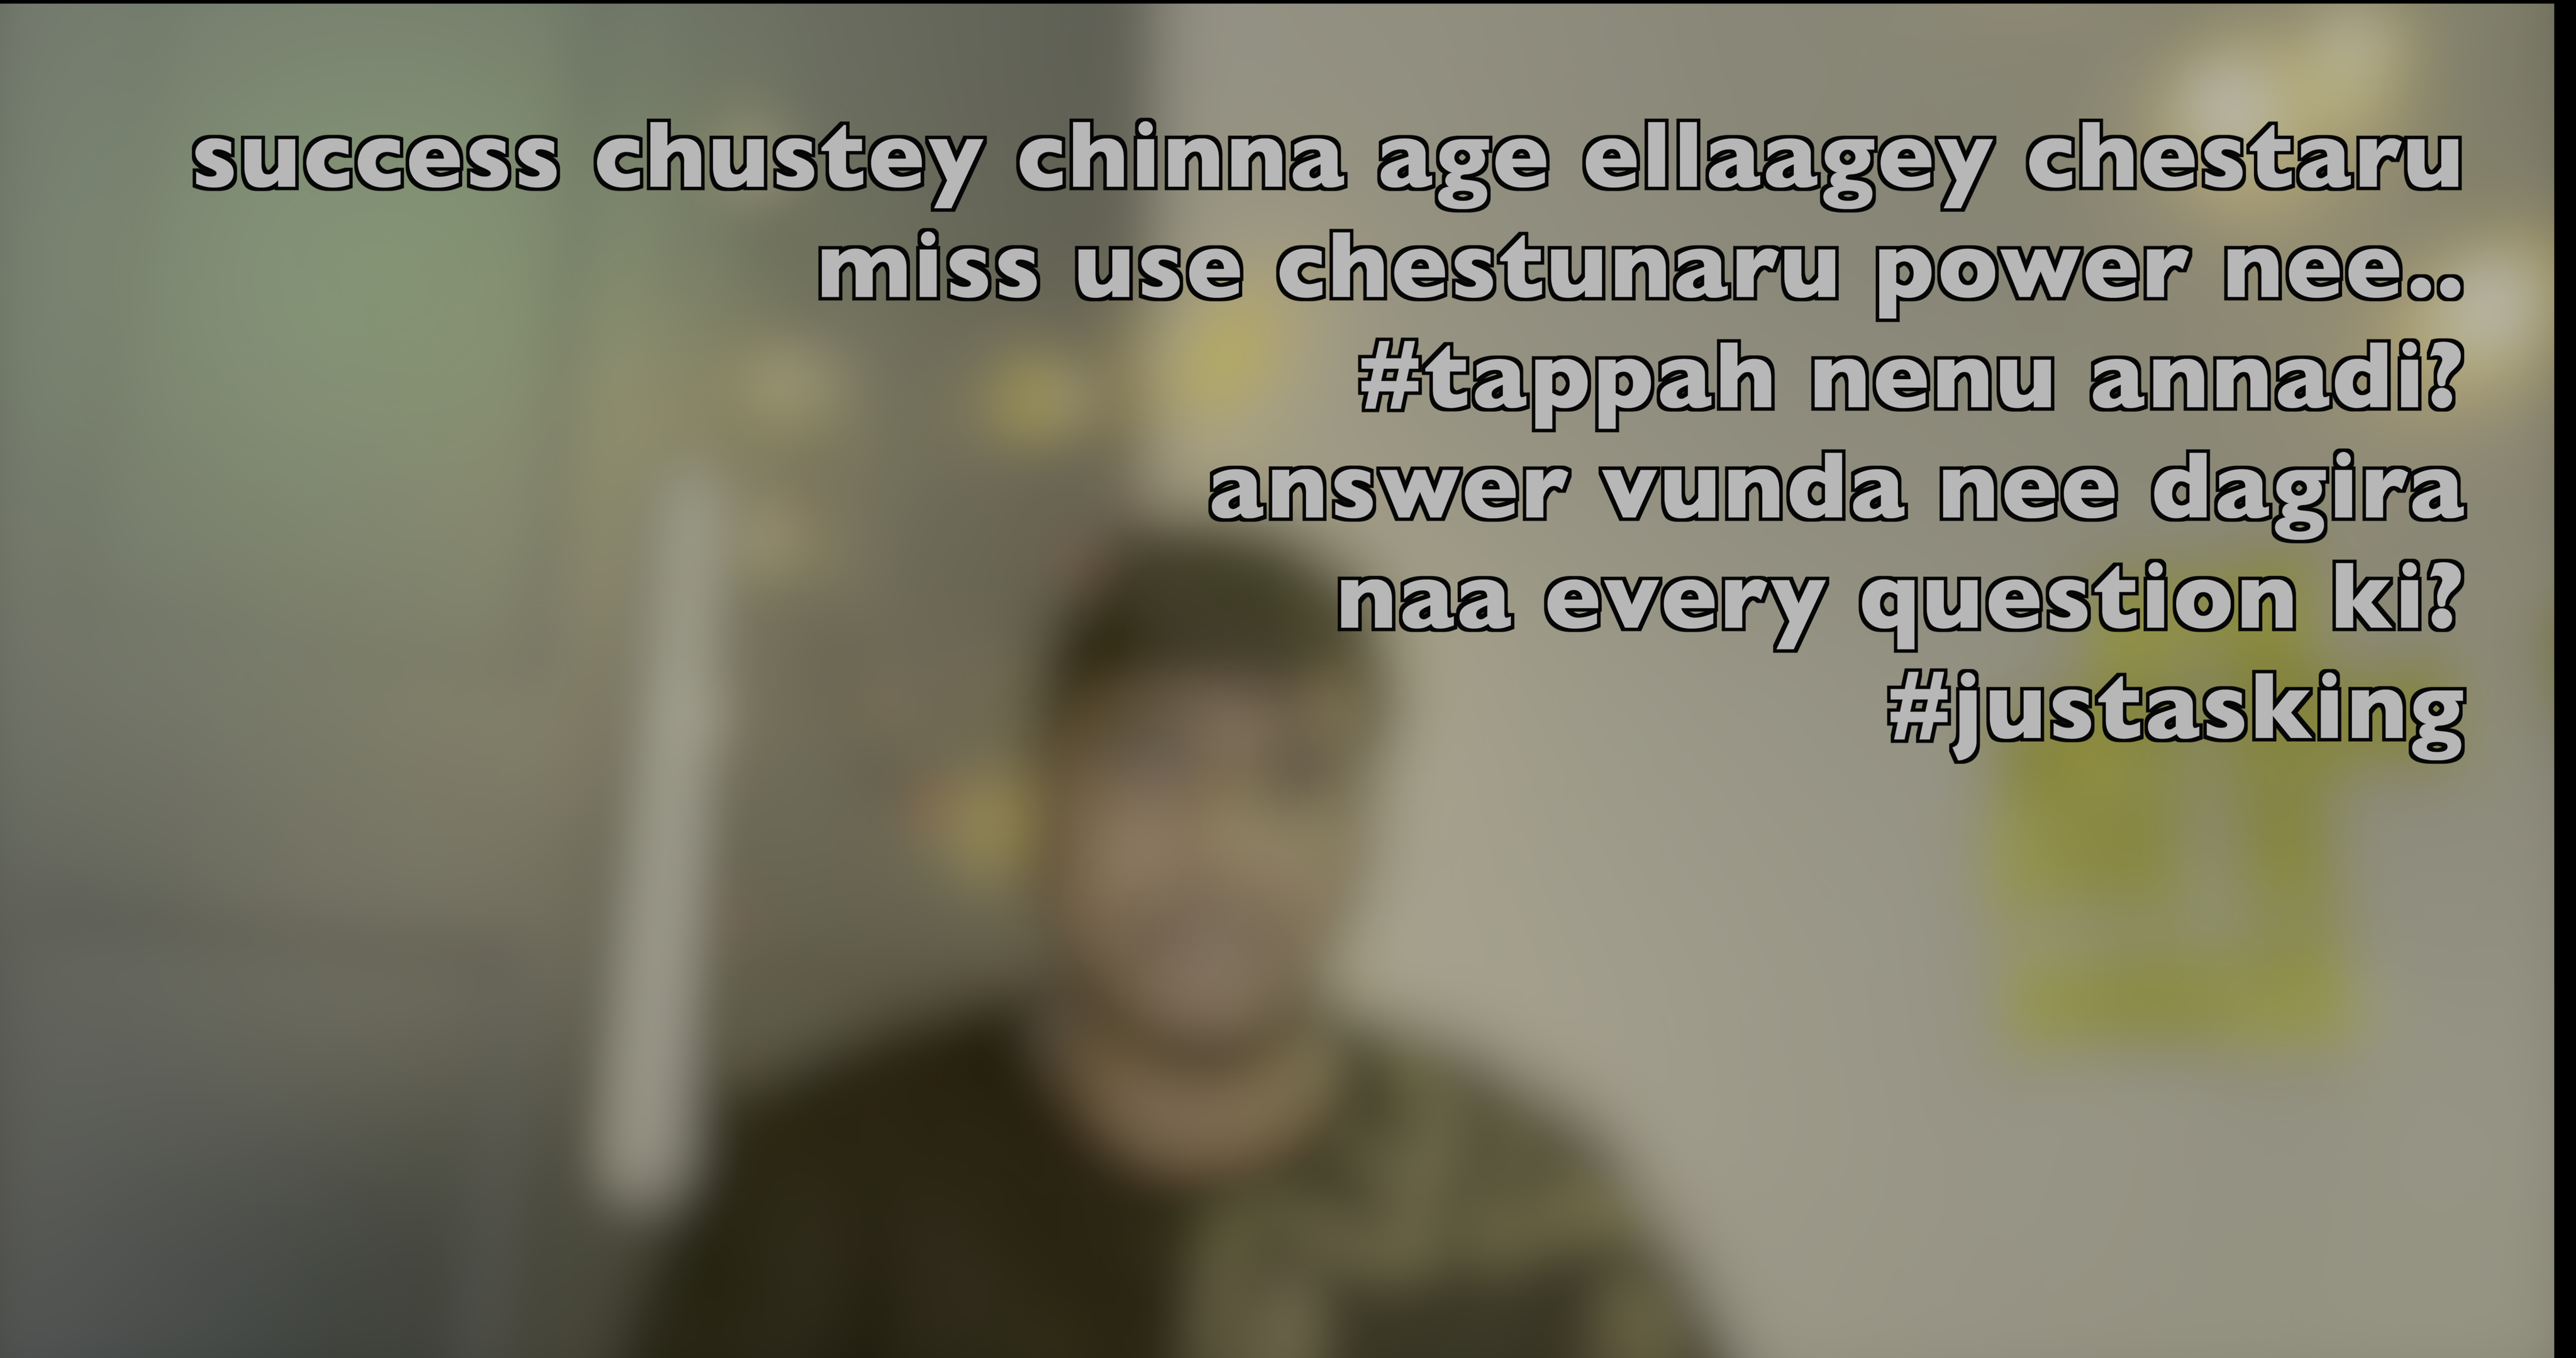 success chustey chinna age ellaagey chestaru
miss use chestunaru power nee..
#tappah nenu annadi?
answer vunda nee dagira
naa every question ki?
#justasking